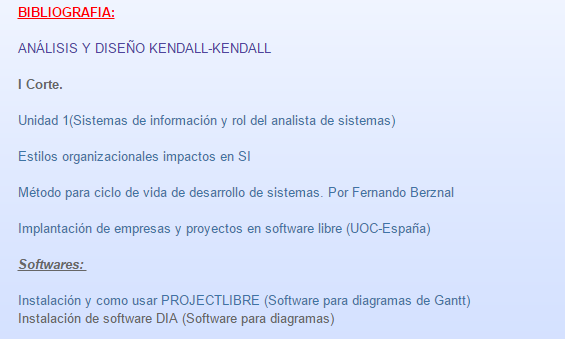 BIBLIOGRAFIA:
ANÁLISIS Y DISEÑO KENDALL-KENDALL
I Corte.
Unidad 1(Sistemas de información y rol del analista de sistemas)
Estilos organizacionales impactos en SI
Método para ciclo de vida de desarrollo de sistemas. Por Fernando Berznal
Implantación de empresas y proyectos en software libre (UOC-España)
Softwares:
Instalación y como usar PROJECTLIBRE (Software para diagramas de Gantt)
Instalación de software DIA (Software para diagramas)